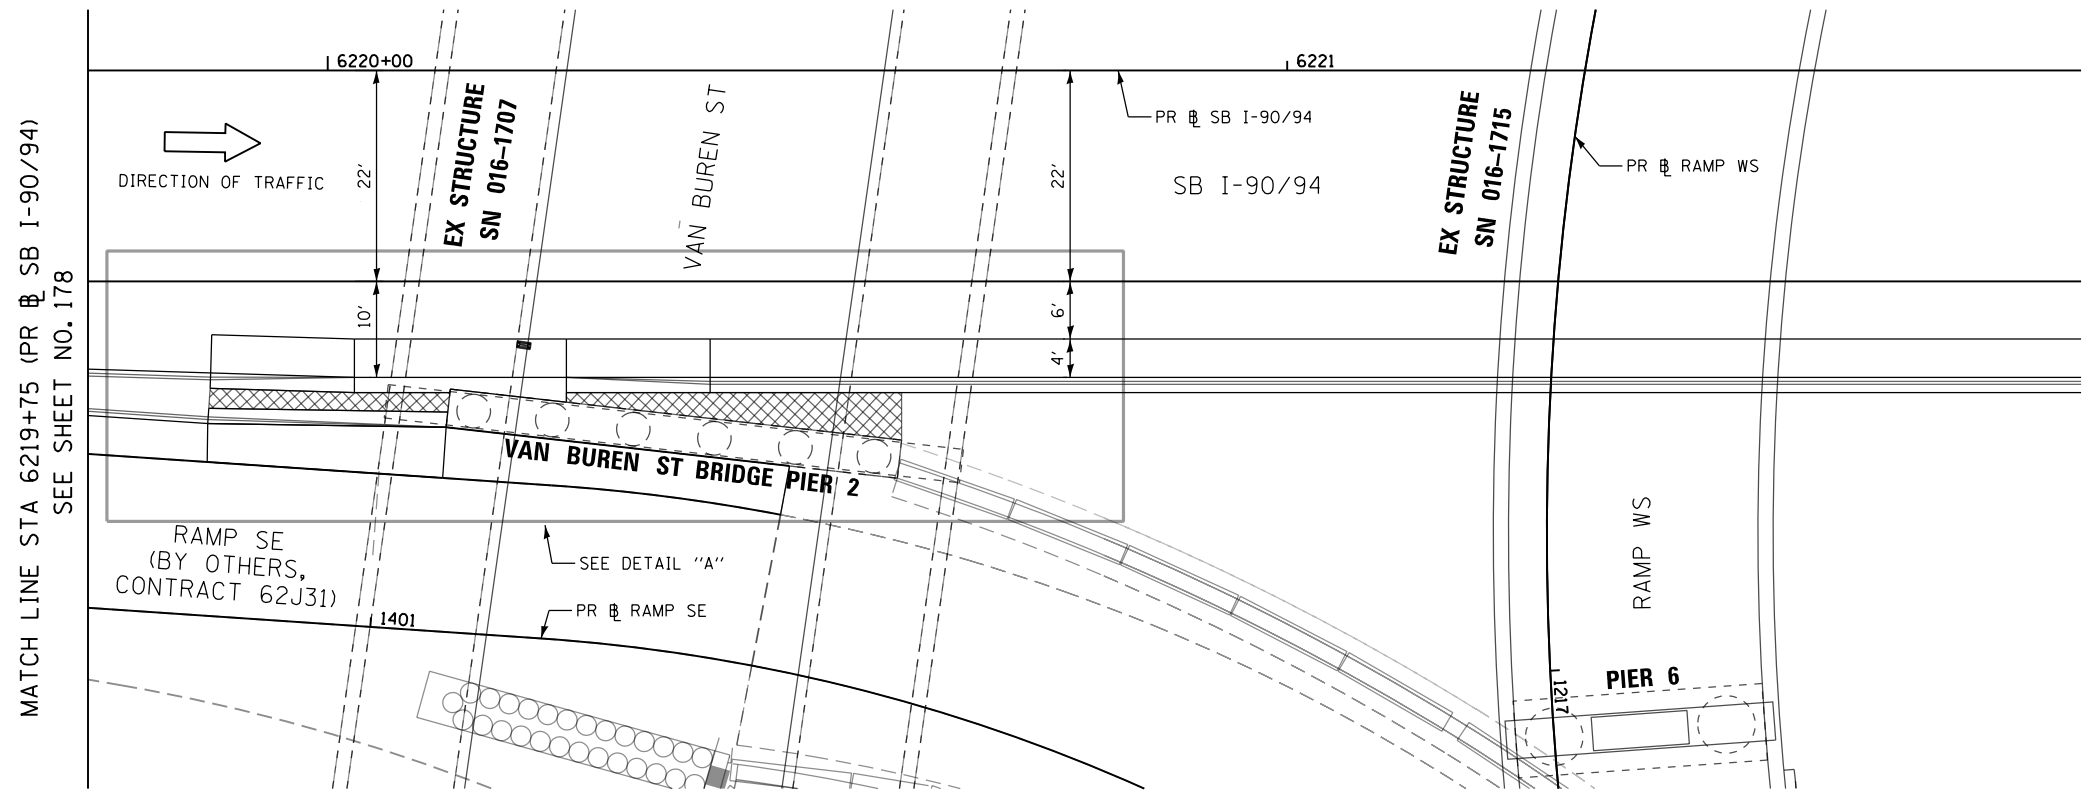 MATCH LINE STA 6219+75 (PR ℄ SB I-90/94)
SEE SHEET NO. 178
6220+00
6221
DIRECTION OF TRAFFIC
22'
EX STRUCTURE
SN 016-1707
VAN BUREN ST
22'
PR ℄ SB I-90/94
SB I-90/94
EX STRUCTURE
SN 016-1715
PR ℄ RAMP WS
10'
6'
4'
VAN BUREN ST BRIDGE PIER 2
RAMP SE
(BY OTHERS,
CONTRACT 62J31)
SEE DETAIL "A"
PR ℄ RAMP SE
1401
RAMP WS
PIER 6
1217